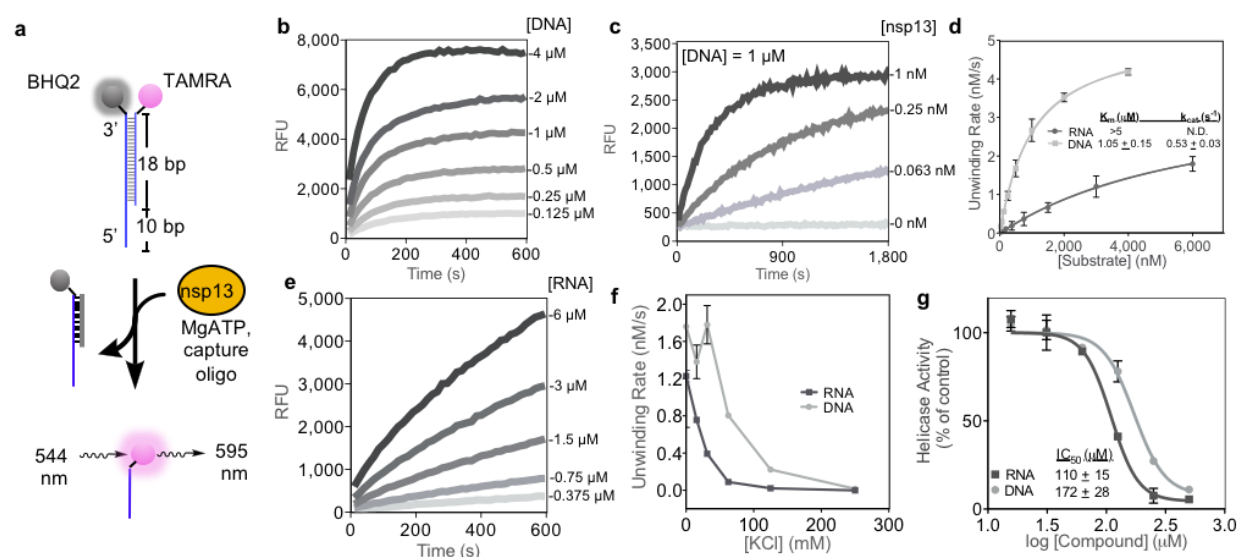 a
BHQ2
TAMRA
3’
18 bp
10 bp
5’
nsp13
MgATP,
capture
oligo
544
nm
595
nm
b
[DNA]
8,000
6,000
4,000
2,000
0
RFU
-4 µM
-2 µM
-1 µM
-0.5 µM
-0.25 µM
-0.125 µM
0 200 400 600
Time (s)
c
[nsp13]
[DNA] = 1 µM
3,500
3,000
2,500
2,000
1,500
1,000
500
0
RFU
-1 nM
-0.25 nM
-0.063 nM
-0 nM
0 900 1,800
Time (s)
d
5
4
3
2
1
0
Unwinding Rate (nM/s)
Km (µM) kcat (s-1)
RNA >5 N.D.
DNA 1.05 ± 0.15 0.53 ± 0.03
0 2,000 4,000 6,000
[Substrate] (nM)
e
[RNA]
5,000
4,000
3,000
2,000
1,000
0
RFU
-6 µM
-3 µM
-1.5 µM
-0.75 µM
-0.375 µM
0 200 400 600
Time (s)
f
2.0
1.6
1.2
0.8
0.4
0.0
Unwinding Rate (nM/s)
RNA
DNA
0 100 200 300
[KCl] (mM)
g
100
50
0
Helicase Activity
(% of control)
IC50 (µM)
RNA 110 ± 15
DNA 172 ± 28
1.0 1.5 2.0 2.5 3.0
log [Compound] (µM)